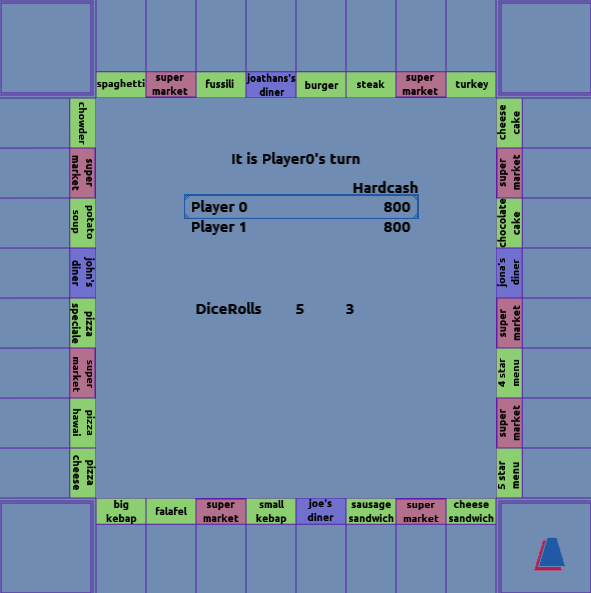 spaghetti
super
market
fussili
joathans's
diner
burger
steak
super
market
turkey
chowder
super
market
potato
soup
john's
diner
pizza
speciale
super
market
pizza
hawai
pizza
cheese
It is Player0's turn
Hardcash
Player 0 800
Player 1 800
DiceRolls 5 3
cheese
cake
super
market
chocolate
cake
jona's
diner
super
market
4 star
menu
super
market
5 star
menu
big
kebap
falafel
super
market
small
kebap
joe's
diner
sausage
sandwich
super
market
cheese
sandwich